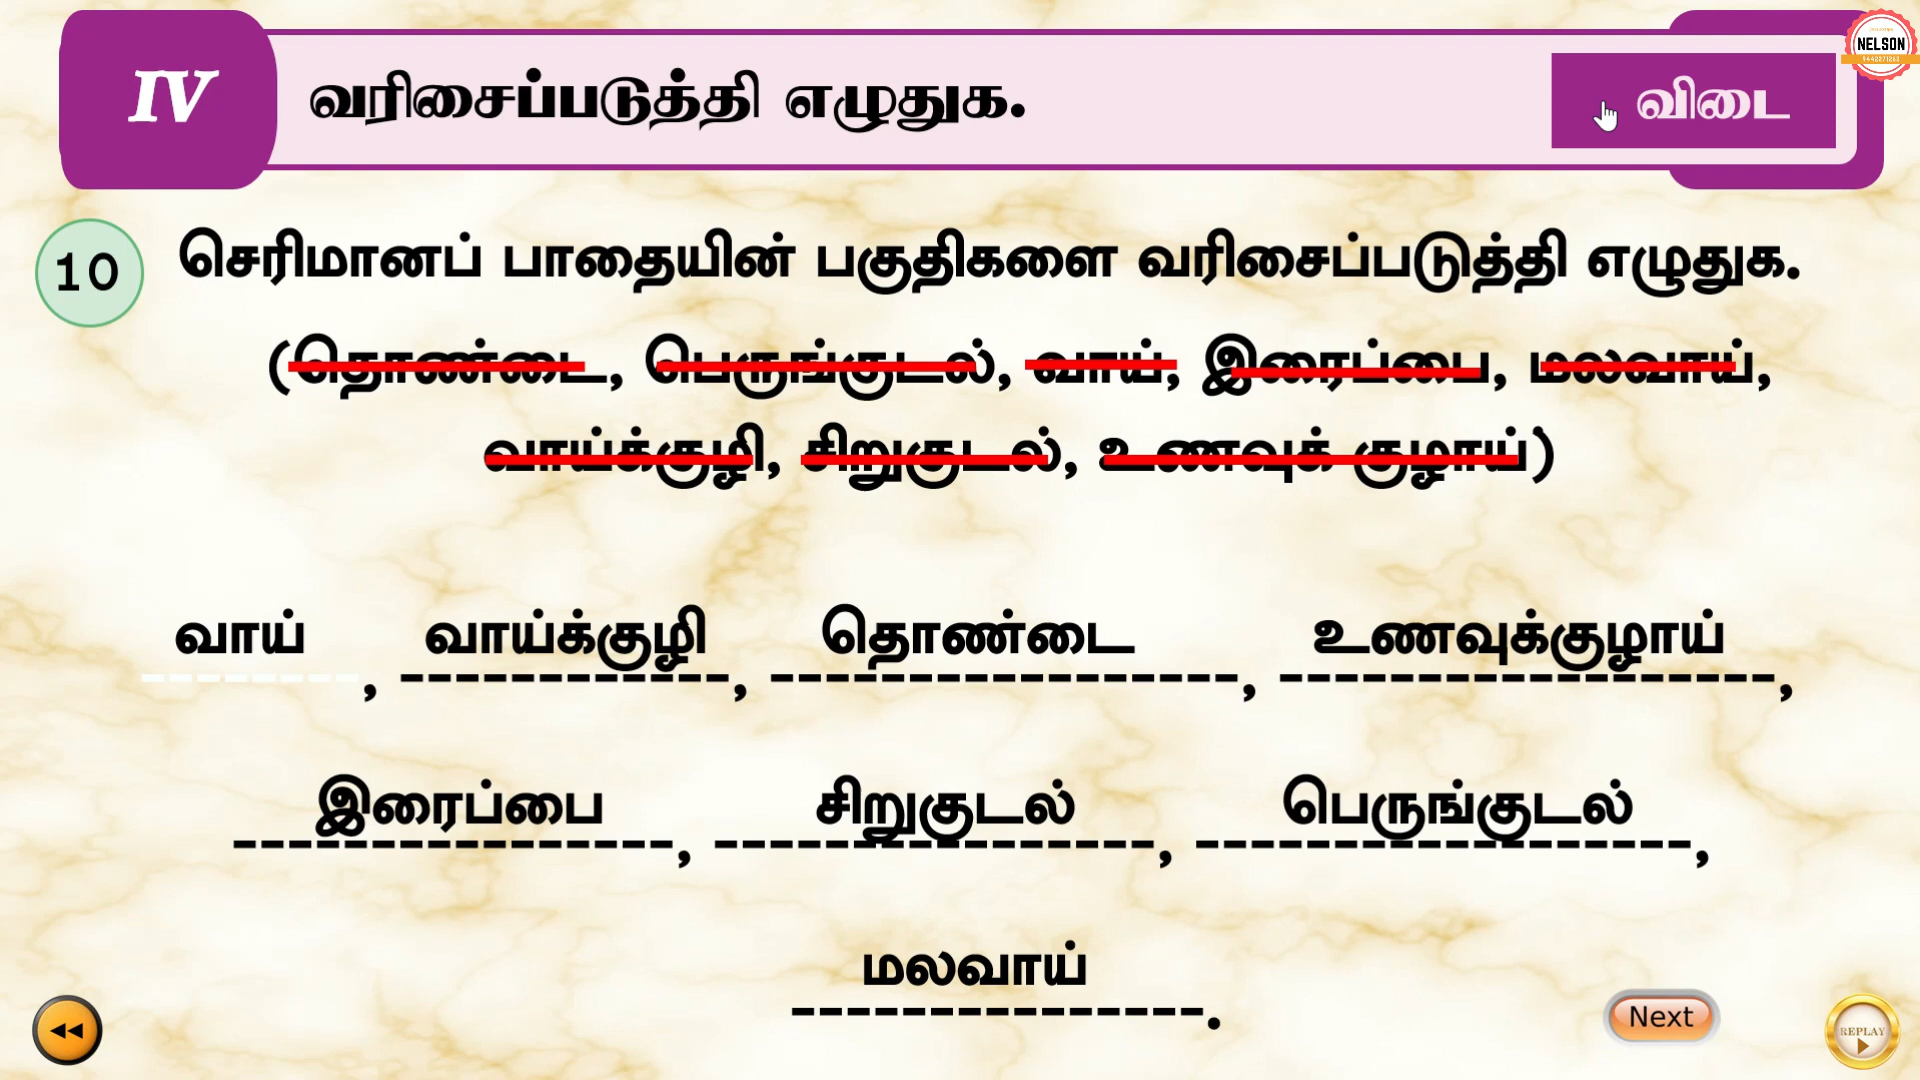 IV வரிசைப்படுத்தி எழுதுக. விடை
NELSON
9442271262
10 செரிமானப் பாதையின் பகுதிகளை வரிசைப்படுத்தி எழுதுக.
(தொண்டை, பெருங்குடல், வாய், இரைப்பை, மலவாய்,
வாய்க்குழி, சிறுகுடல், உணவுக் குழாய்)
வாய் வாய்க்குழி தொண்டை உணவுக்குழாய்
--------, ------------, -----------------, ------------------,
இரைப்பை சிறுகுடல் பெருங்குடல்
----------------, ----------------, ------------------,
மலவாய்
---------------.
Next
REPLAY